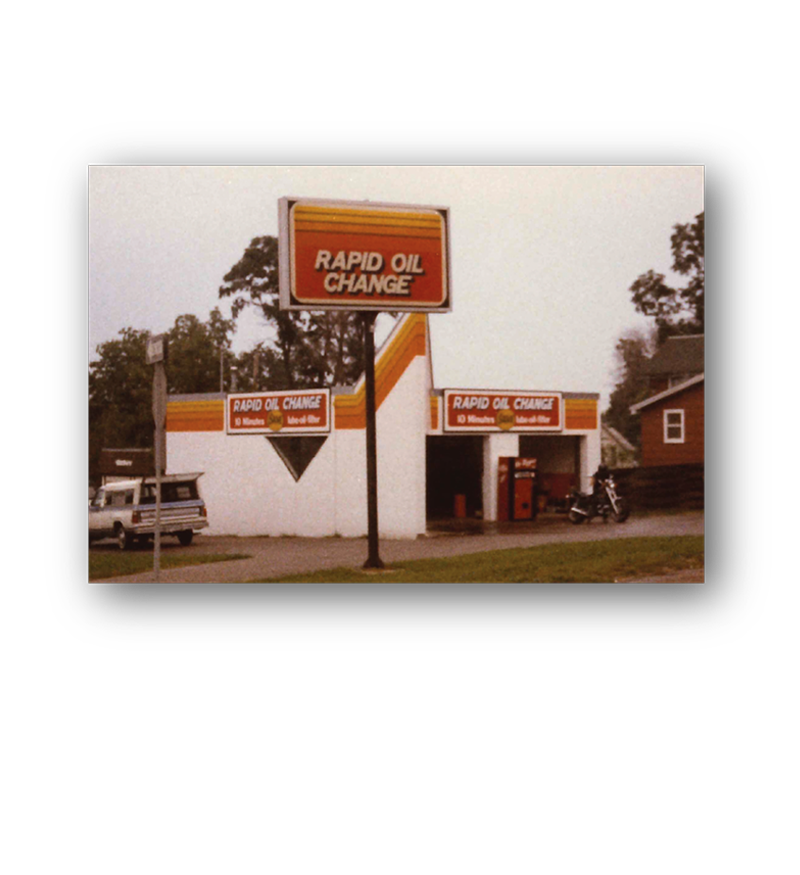 RAPID OIL
CHANGE
RAPID OIL CHANGE
10 Minutes lube-oil-filter
RAPID OIL CHANGE
10 Minutes lube-oil-filter